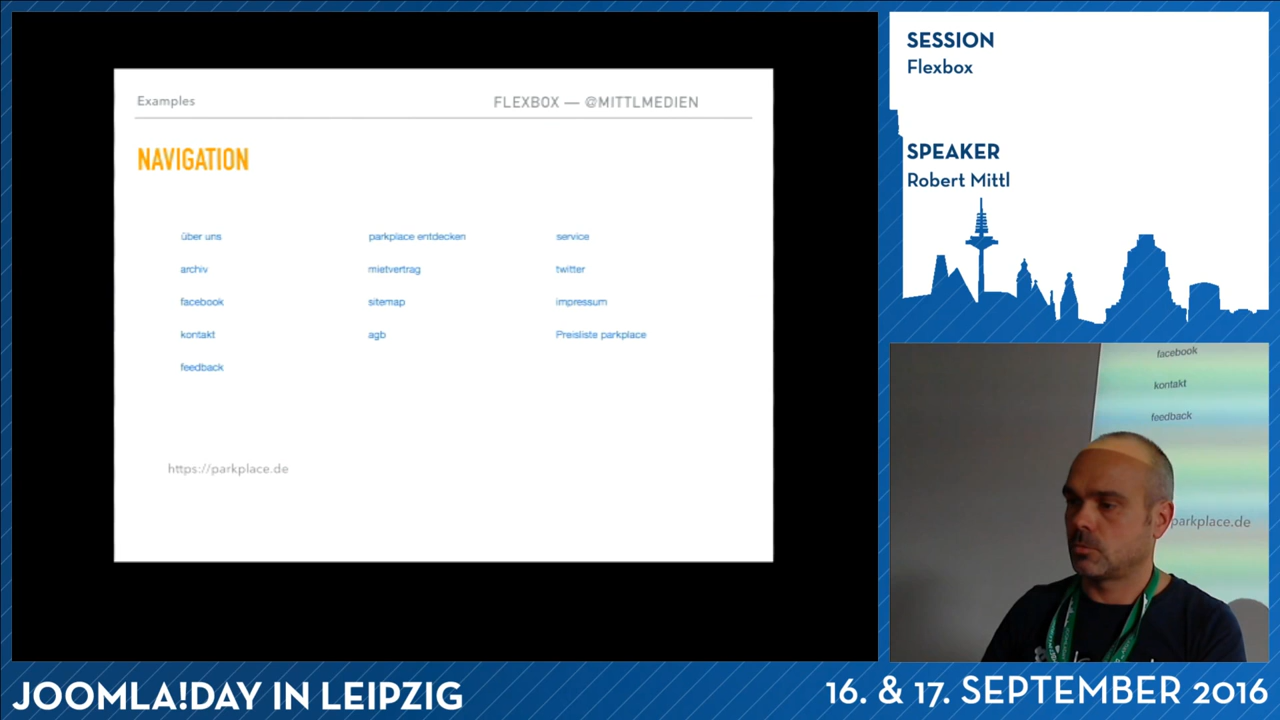 Examples
FLEXBOX — @MITTLMEDIEN
NAVIGATION
über uns
parkplace entdecken
service
archiv
mietvertrag
twitter
facebook
sitemap
impressum
kontakt
agb
Preisliste parkplace
feedback
https://parkplace.de
SESSION
Flexbox
SPEAKER
Robert Mittl
facebook
kontakt
feedback
parkplace.de
JOOMLA!DAY IN LEIPZIG
16. & 17. SEPTEMBER 2016